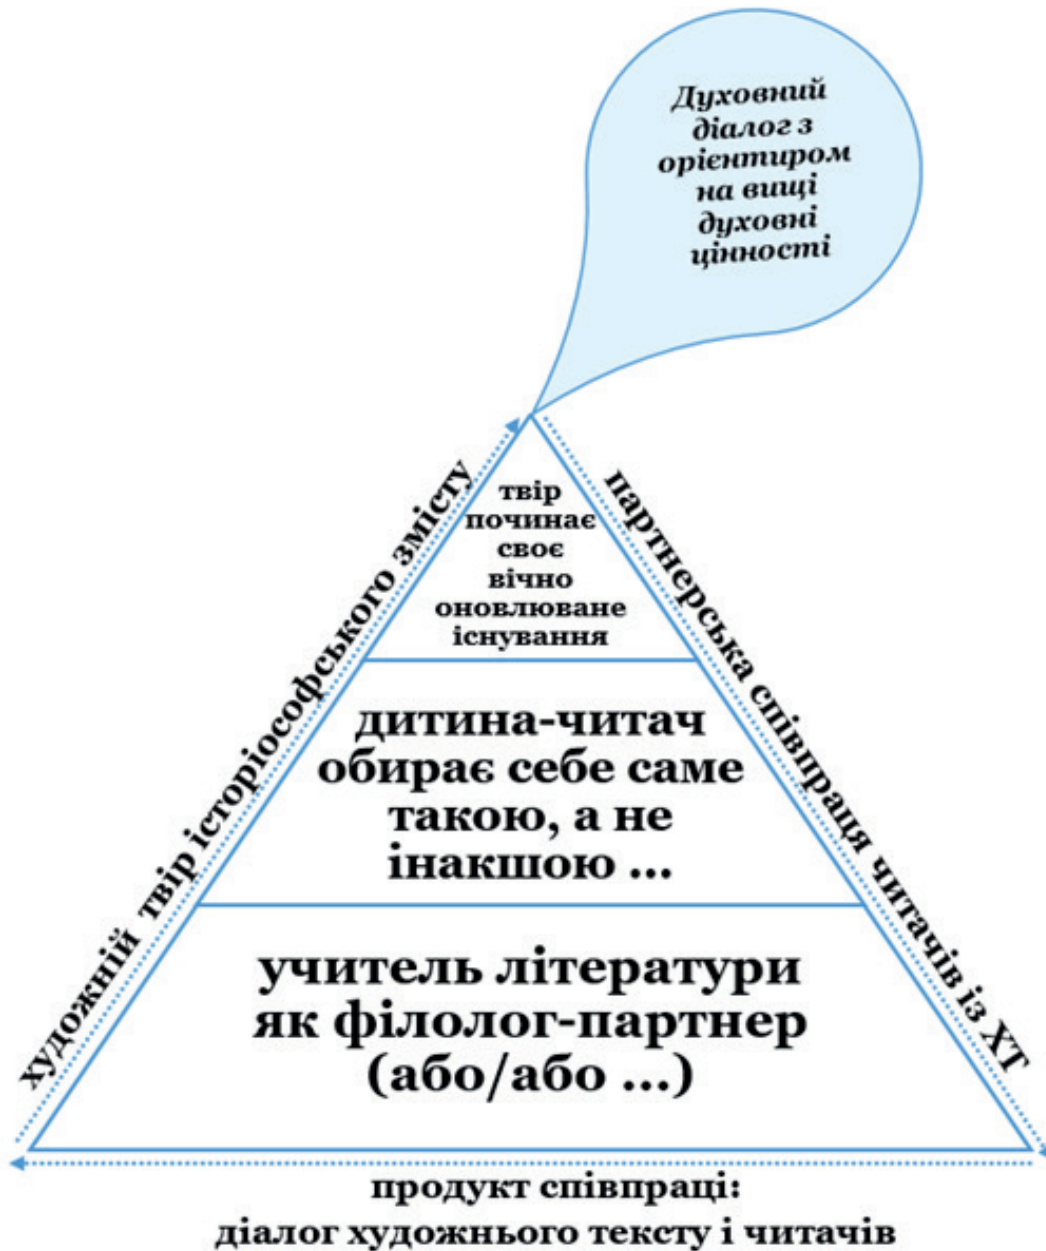 Духовний
діалог з
орієнтиром
на вищі
духовні
цінності
художній твір історіософського змісту
партнерська співпраця читачів із ХТ
твір
починає
своє
вічно
оновлюване
існування
дитина-читач
обирає себе саме
такою, а не
інакшою ...
учитель літератури
як філолог-партнер
(або/або ...)
продукт співпраці:
діалог художнього тексту і читачів